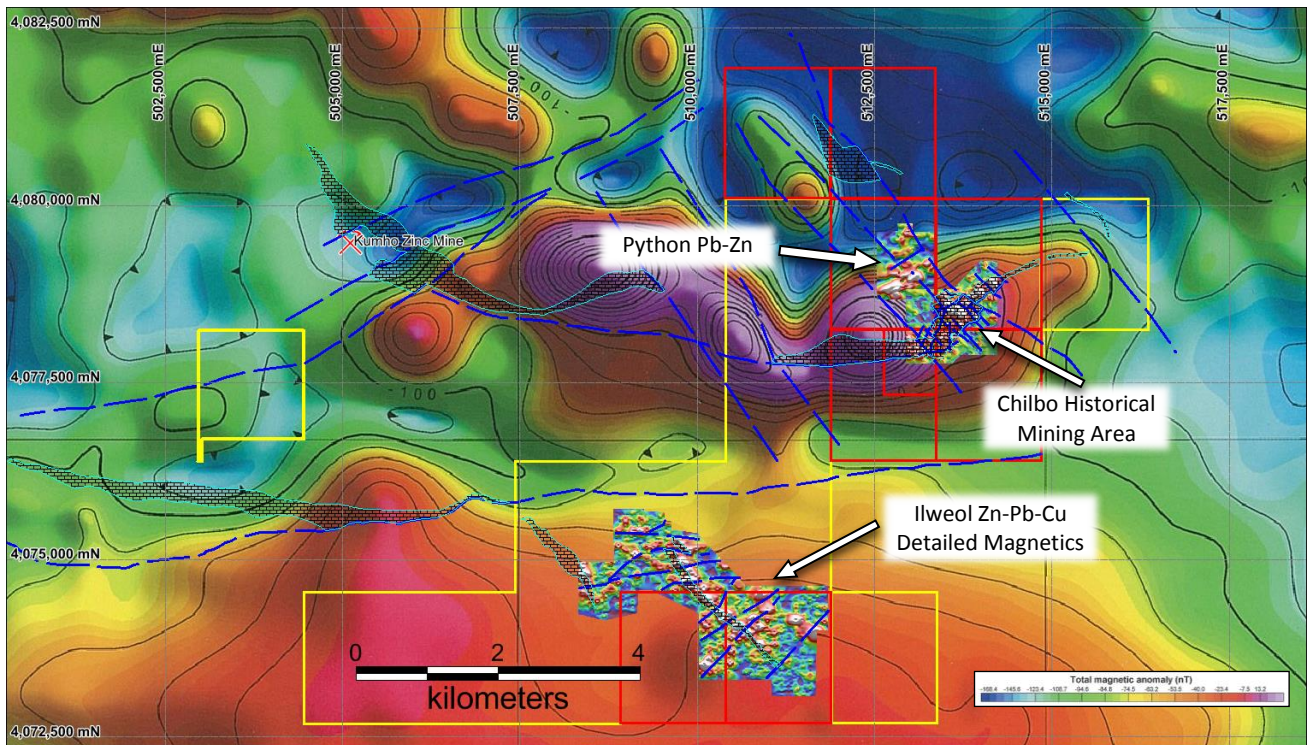 4,082,500 mN
502,500 mE
505,000 mE
507,500 mE
510,000 mE
512,500 mE
515,000 mE
517,500 mE
-100
4,080,000 mN
Kumho Zinc Mine
Python Pb-Zn
4,077,500 mN
-100
0
-100
Chilbo Historical
Mining Area
Ilweol Zn-Pb-Cu
Detailed Magnetics
4,075,000 mN
0 2 4
kilometers
Total magnetic anomaly (nT)
4,072,500 mN